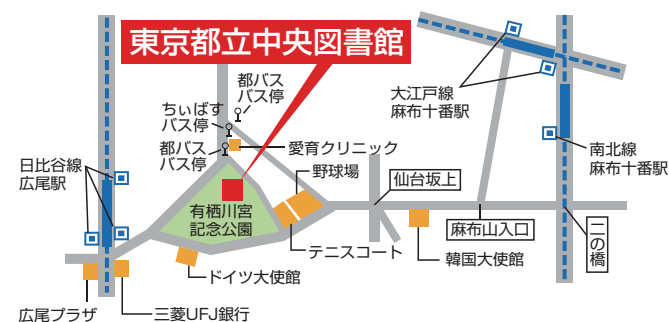 東京都立中央図書館
都バス
バス停
ちぃばす
バス停
都バス
バス停
愛育クリニック
野球場
大江戸線
麻布十番駅
南北線
麻布十番駅
日比谷線
広尾駅
仙台坂上
有栖川宮
記念公園
麻布山入口
二の橋
テニスコート
韓国大使館
ドイツ大使館
広尾プラザ
三菱UFJ銀行